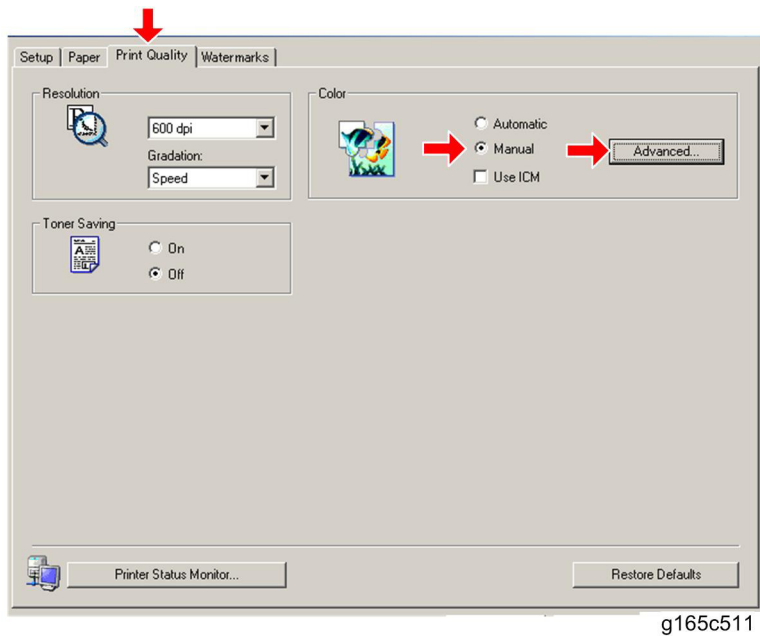 Setup Paper Print Quality Watermarks
Resolution
600 dpi
Gradation:
Speed
Color
Automatic
Manual
Advanced...
Use ICM
Toner Saving
On
Off
Printer Status Monitor...
Restore Defaults
g165c511